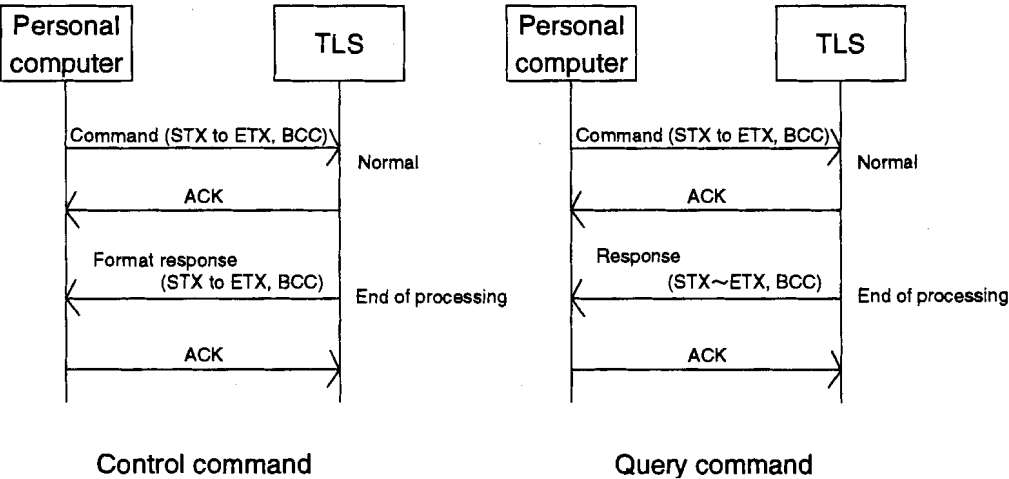 Personal
computer
TLS
Command (STX to ETX, BCC)
Normal
ACK
Format response
(STX to ETX, BCC)
End of processing
ACK
Control command
Personal
computer
TLS
Command (STX to ETX, BCC)
Normal
ACK
Response
(STX～ETX, BCC)
End of processing
ACK
Query command